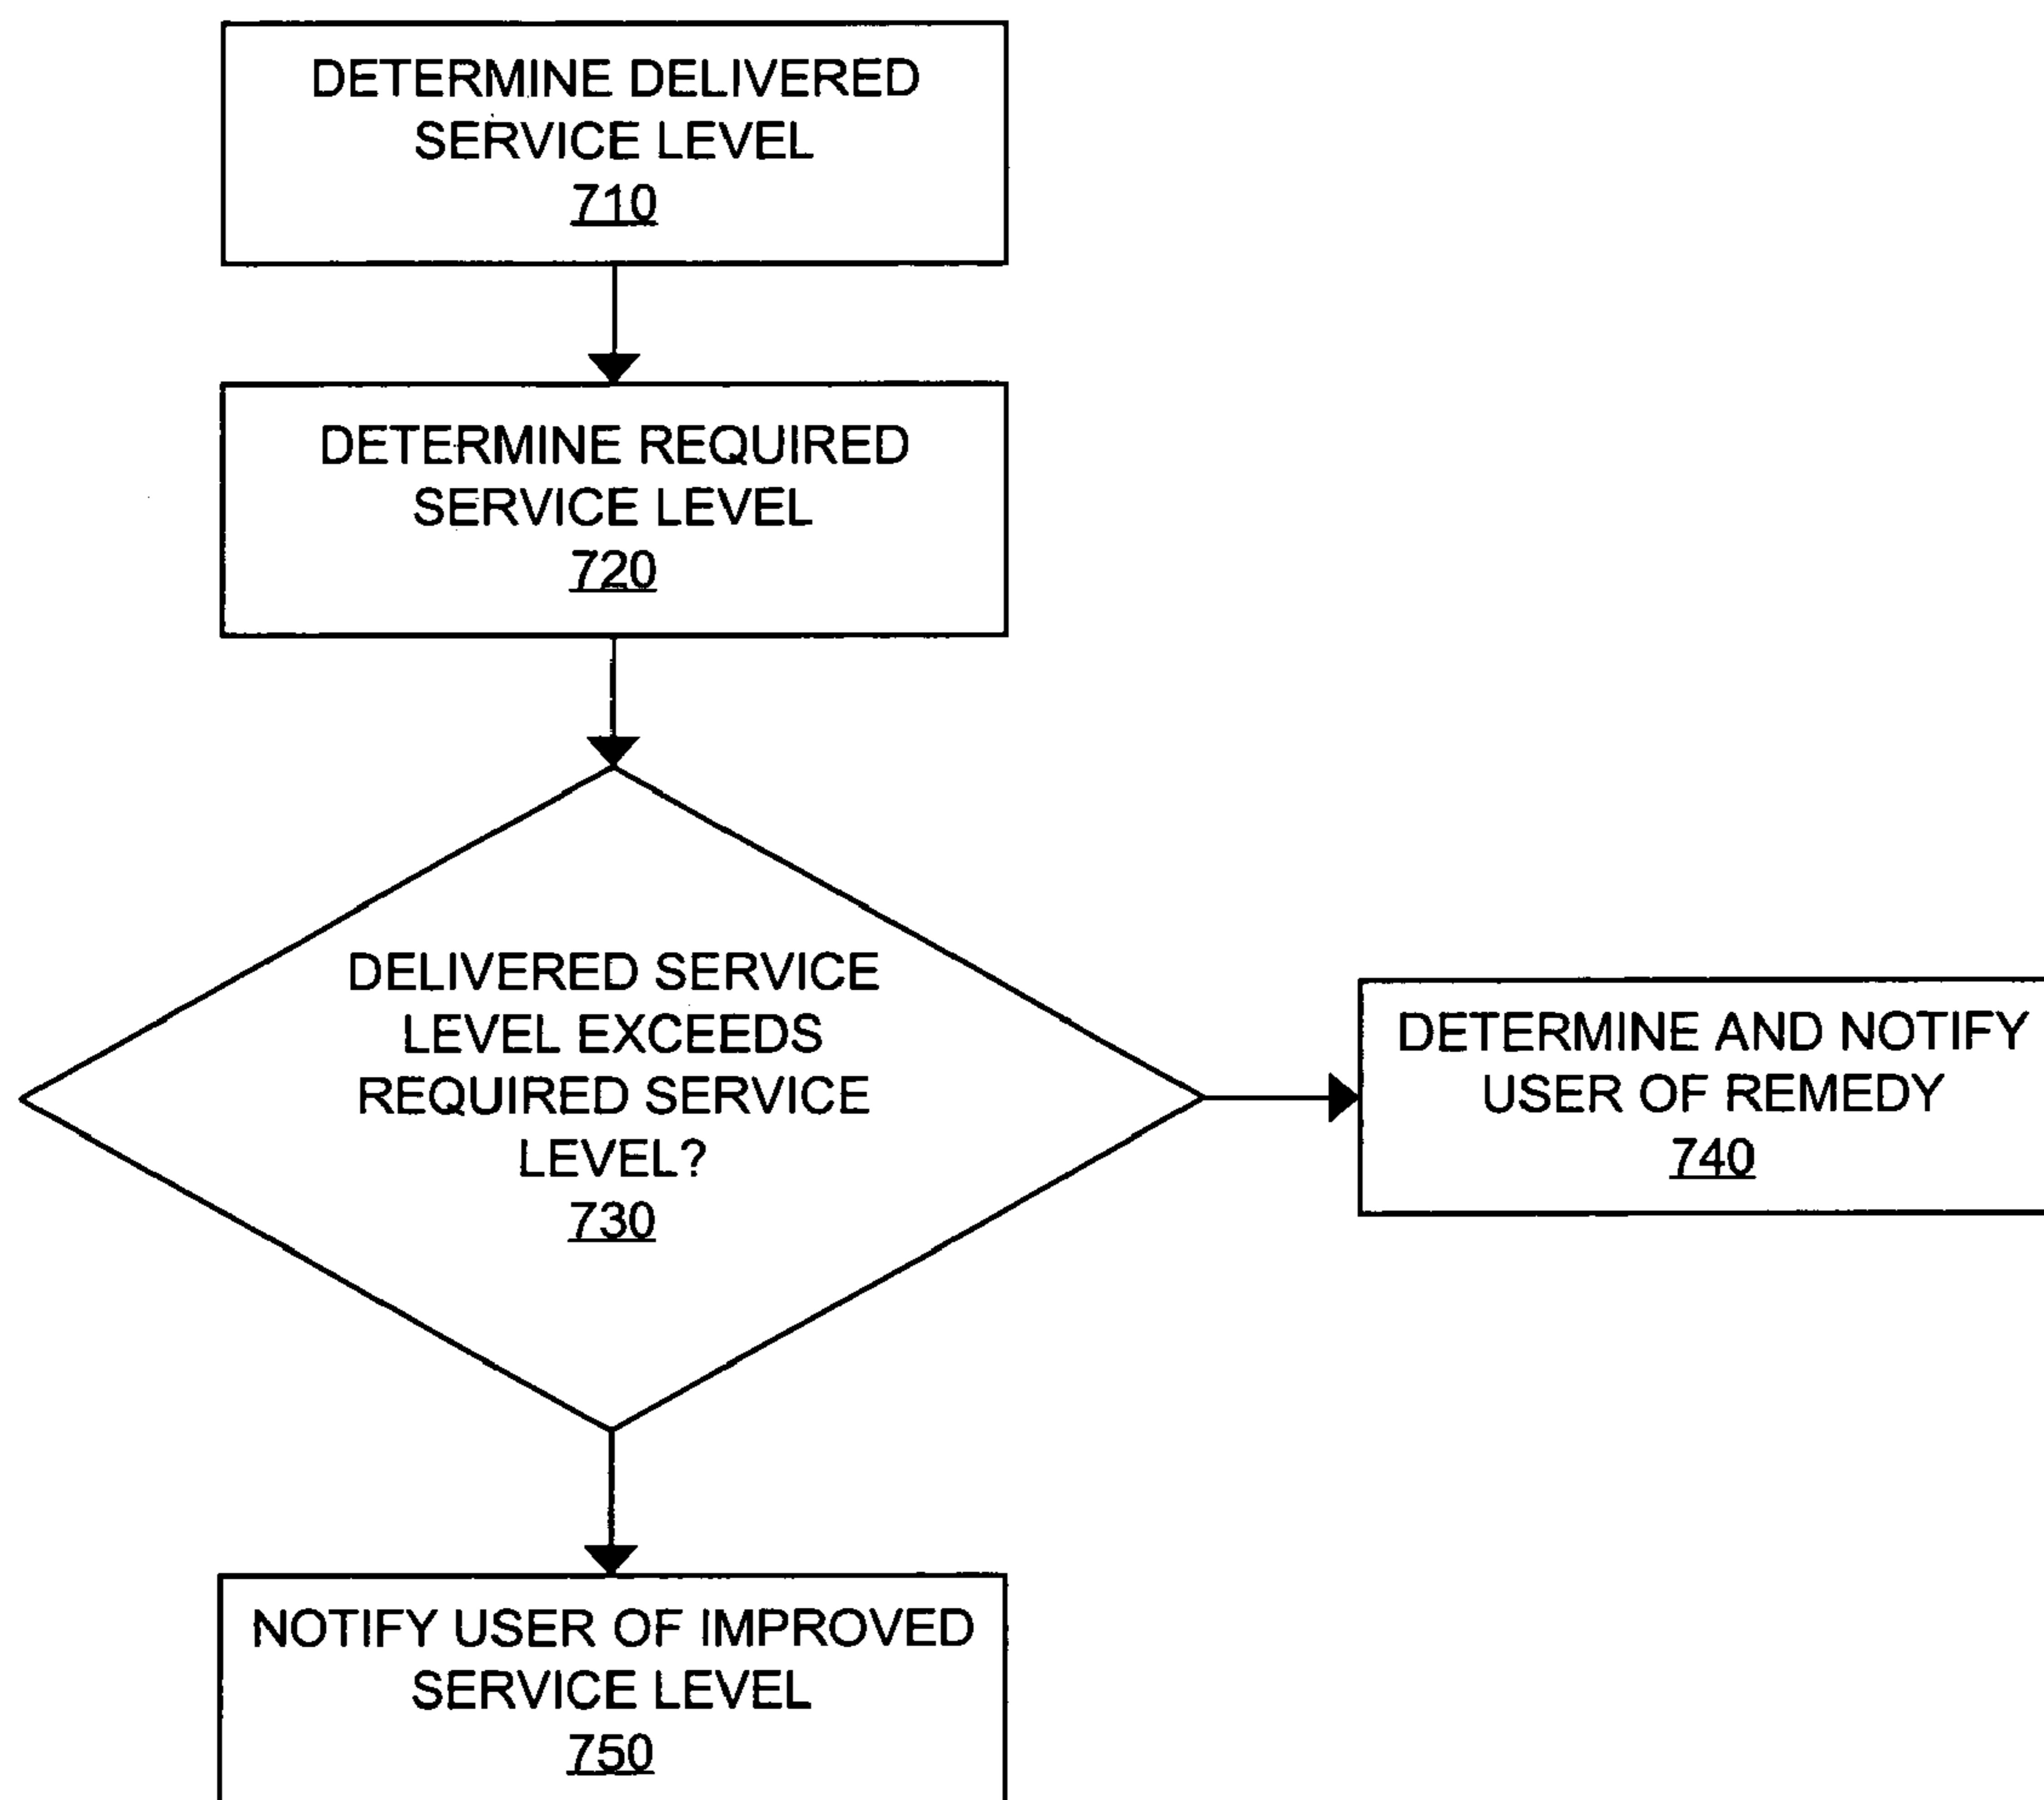 DETERMINE DELIVERED
SERVICE LEVEL
710
DETERMINE REQUIRED
SERVICE LEVEL
720
DELIVERED SERVICE
LEVEL EXCEEDS
REQUIRED SERVICE
LEVEL?
730
DETERMINE AND NOTIFY
USER OF REMEDY
740
NOTIFY USER OF IMPROVED
SERVICE LEVEL
750